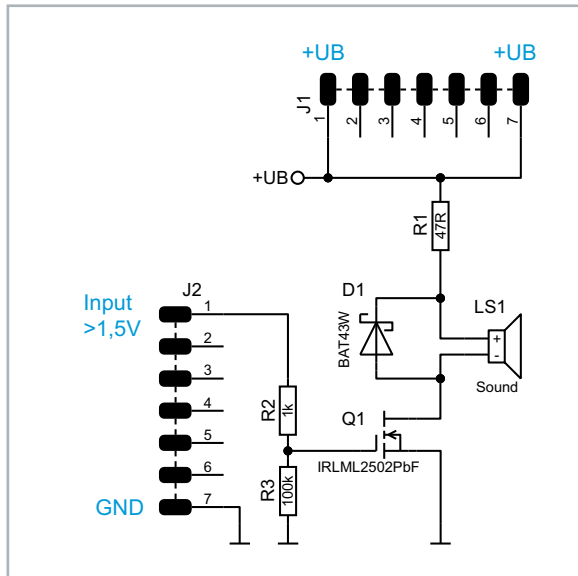 +UB +UB
J1
1 2 3 4 5 6 7
+UB
R1
47R
J2
Input
>1,5V
1
2
3
4
5
6
7
GND
D1
BAT43W
LS1
+
-
Sound
R2
1k
Q1
IRLML2502PbF
R3
100k